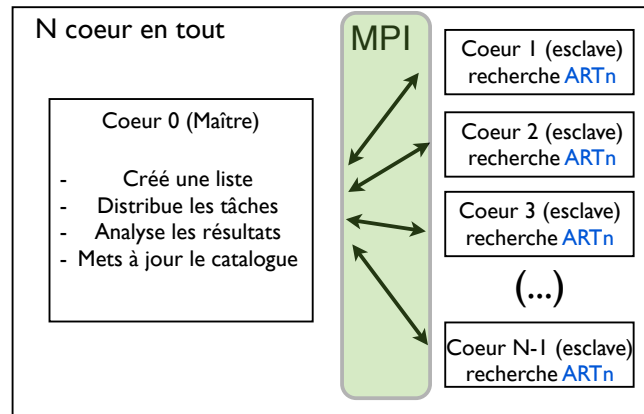 N coeur en tout
MPI
Coeur 0 (Maître)
- Créé une liste
- Distribue les tâches
- Analyse les résultats
- Mets à jour le catalogue
Coeur 1 (esclave)
recherche ARTn
Coeur 2 (esclave)
recherche ARTn
Coeur 3 (esclave)
recherche ARTn
(...)
Coeur N-1 (esclave)
recherche ARTn